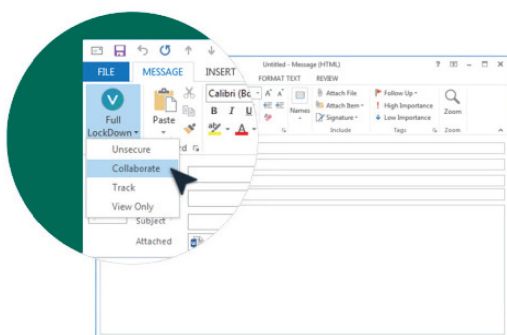 Untitled - Message (HTML)
FILE MESSAGE INSERT FORMAT TEXT REVIEW
Full LockDown
Paste
Calibri (Bo
B I U
Names
Attach File
Attach Item
Signature
Include
Follow Up
High Importance
Low Importance
Tags
Zoom
Zoom
Unsecure
Collaborate
Track
View Only
Subject
Attached